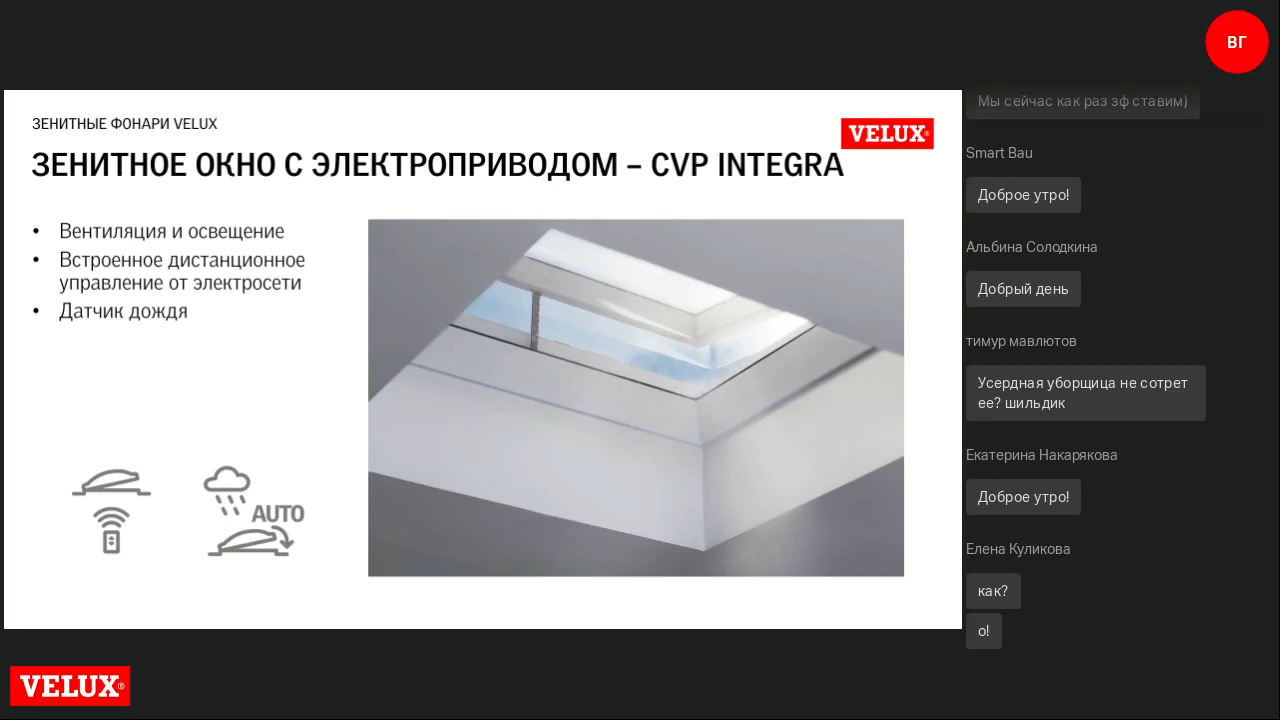 ВГ
ЗЕНИТНЫЕ ФОНАРИ VELUX
VELUX®
ЗЕНИТНОЕ ОКНО С ЭЛЕКТРОПРИВОДОМ – CVP INTEGRA
• Вентиляция и освещение
• Встроенное дистанционное
управление от электросети
• Датчик дождя
AUTO
VELUX®
Мы сейчас как раз зф ставим)
Smart Bau
Доброе утро!
Альбина Солодкина
Добрый день
тимур мавлютов
Усердная уборщица не сотрет
ее? шильдик
Екатерина Накарякова
Доброе утро!
Елена Куликова
как?
о!